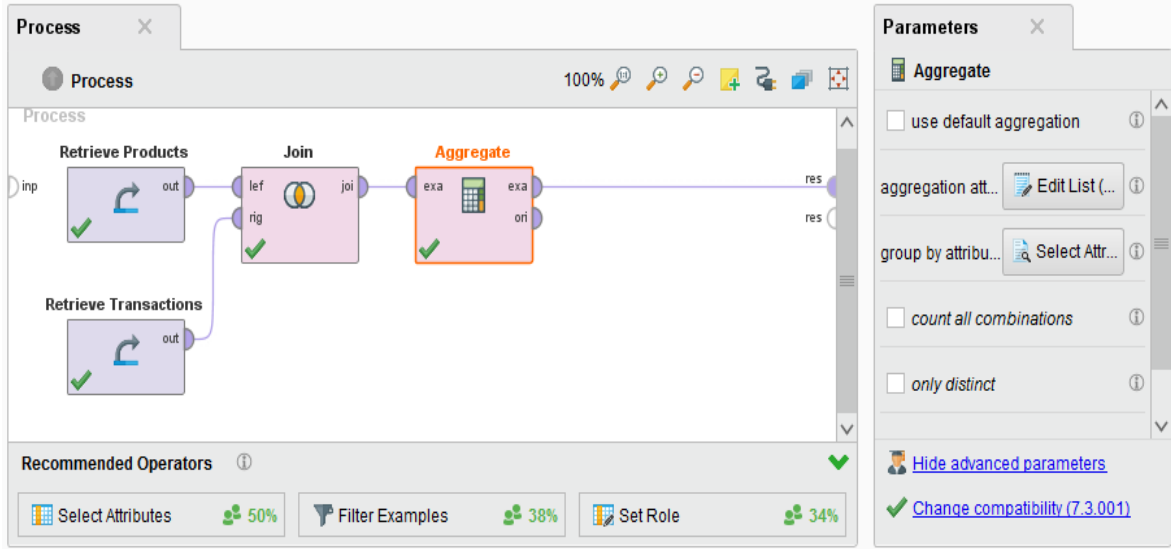 Process
Process
100%
Process
Retrieve Products
Join
Aggregate
inp
out
lef
joi
exa
exa
res
rig
ori
res
Retrieve Transactions
out
Recommended Operators
Select Attributes
50%
Filter Examples
38%
Set Role
34%
Parameters
Aggregate
use default aggregation
aggregation att...
Edit List (...
group by attribu...
Select Attr...
count all combinations
only distinct
Hide advanced parameters
Change compatibility (7.3.001)